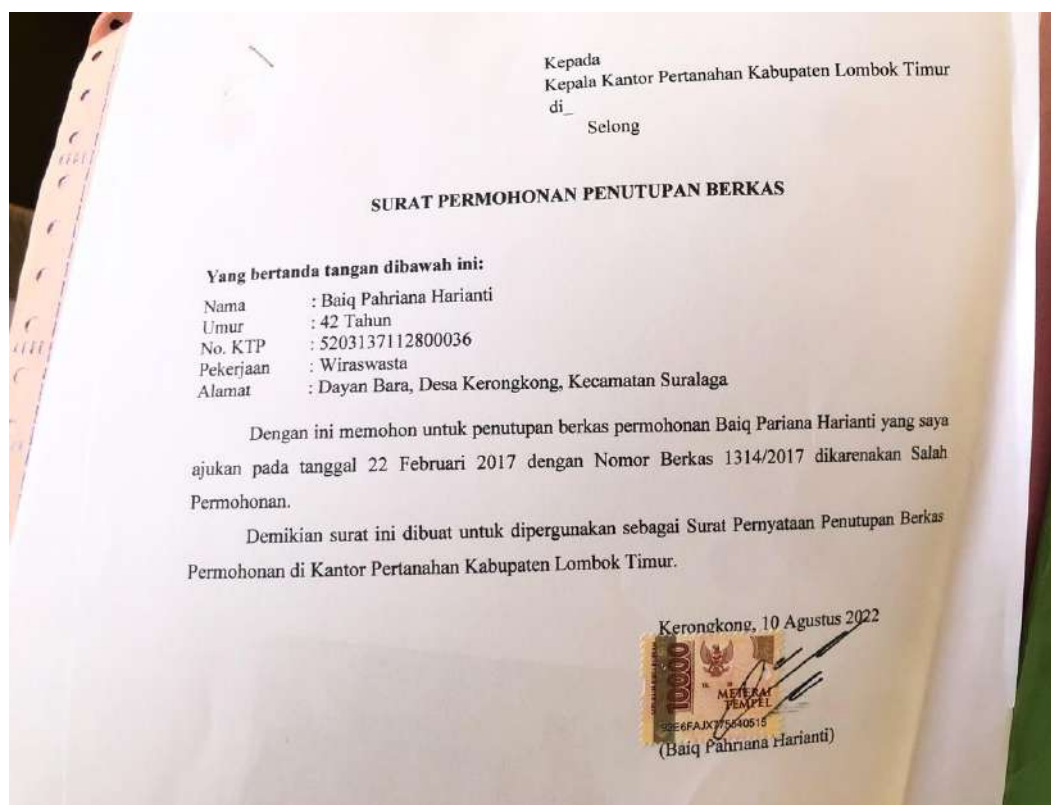 Kepada
Kepala Kantor Pertanahan Kabupaten Lombok Timur
di_
Selong
SURAT PERMOHONAN PENUTUPAN BERKAS
Yang bertanda tangan dibawah ini:
Nama : Baiq Pahriana Harianti
Umur : 42 Tahun
No. KTP : 5203137112800036
Pekerjaan : Wiraswasta
Alamat : Dayan Bara, Desa Kerongkong, Kecamatan Suralaga
Dengan ini memohon untuk penutupan berkas permohonan Baiq Pariana Harianti yang saya
ajukan pada tanggal 22 Februari 2017 dengan Nomor Berkas 1314/2017 dikarenakan Salah
Permohonan.
Demikian surat ini dibuat untuk dipergunakan sebagai Surat Pernyataan Penutupan Berkas
Permohonan di Kantor Pertanahan Kabupaten Lombok Timur.
Kerongkong, 10 Agustus 2022
10000
METERAI
TEMPEL
92E6FAJX775540515
(Baiq Pahriana Harianti)